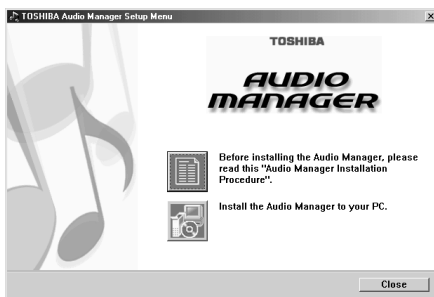 TOSHIBA Audio Manager Setup Menu
TOSHIBA
AUDIO
MANAGER
Before installing the Audio Manager, please
read this "Audio Manager Installation
Procedure".
Install the Audio Manager to your PC.
Close